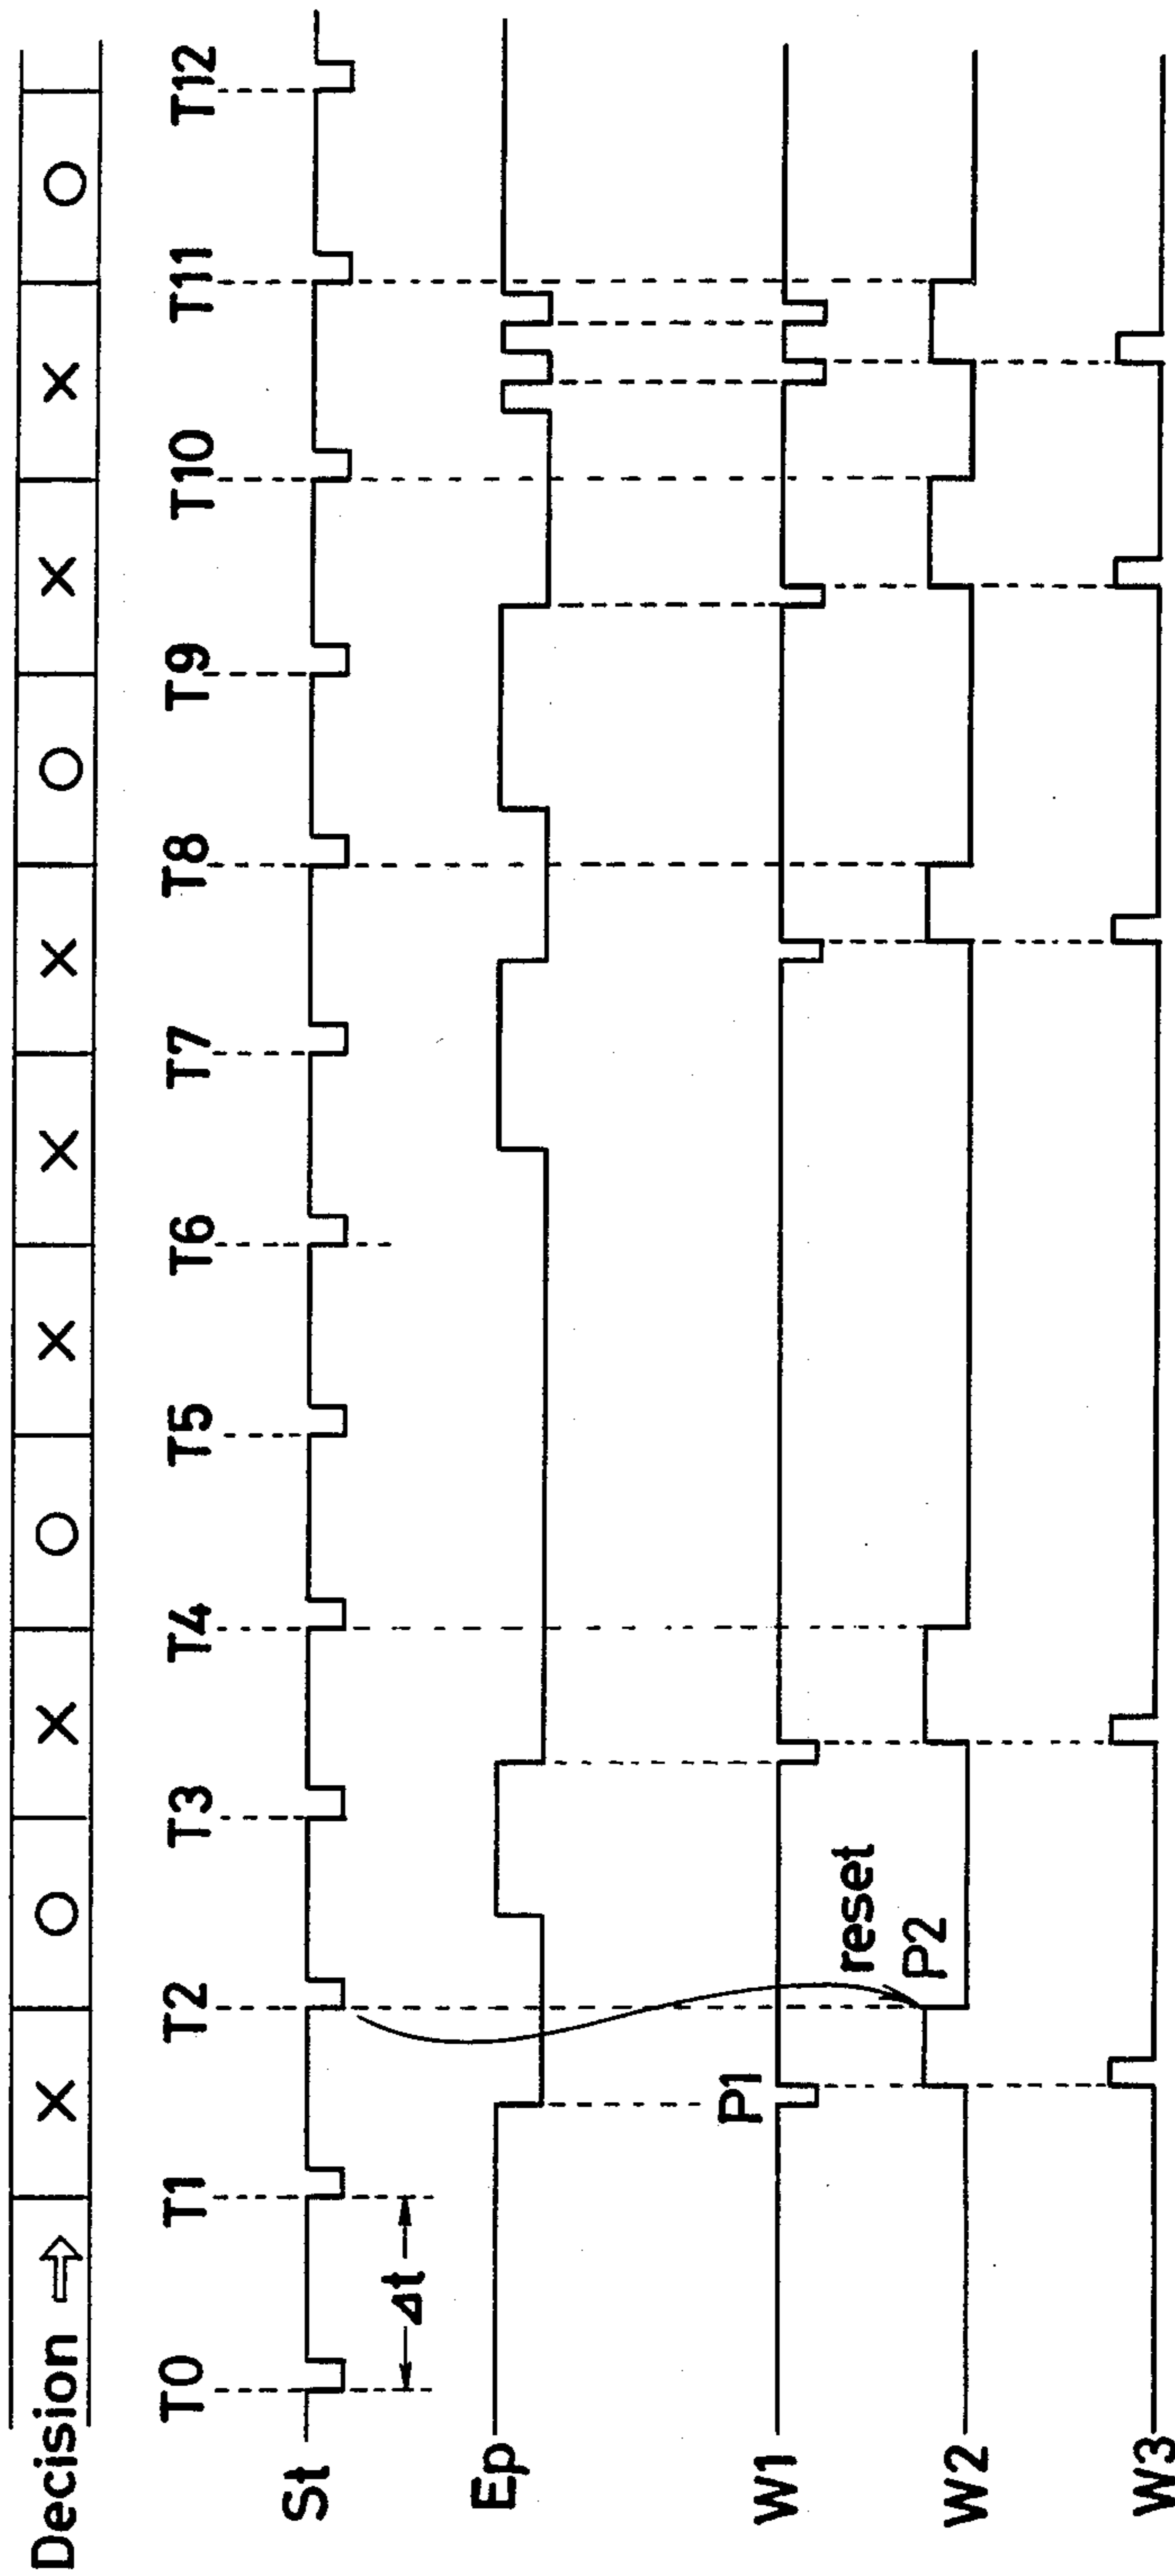 Decision ⇨ X O X O X X X O X X O
T0 T1 T2 T3 T4 T5 T6 T7 T8 T9 T10 T11 T12
St
Δt
Ep
P1
W1
reset
P2
W2
W3